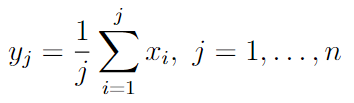 y_j = \frac{1}{j} \sum_{i=1}^{j} x_i, \; j = 1, \ldots, n